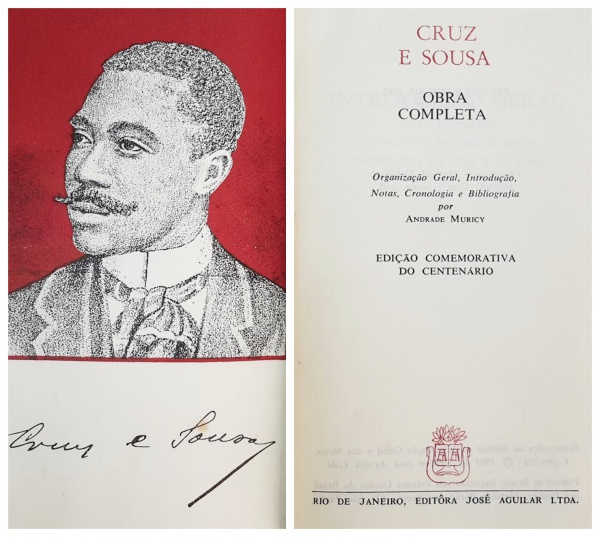 Cruz e Sousa
CRUZ
E SOUSA
OBRA
COMPLETA
Organização Geral, Introdução,
Notas, Cronologia e Bibliografia
por
ANDRADE MURICY
EDIÇÃO COMEMORATIVA
DO CENTENÁRIO
RIO DE JANEIRO, EDITÔRA JOSÉ AGUILAR LTDA.